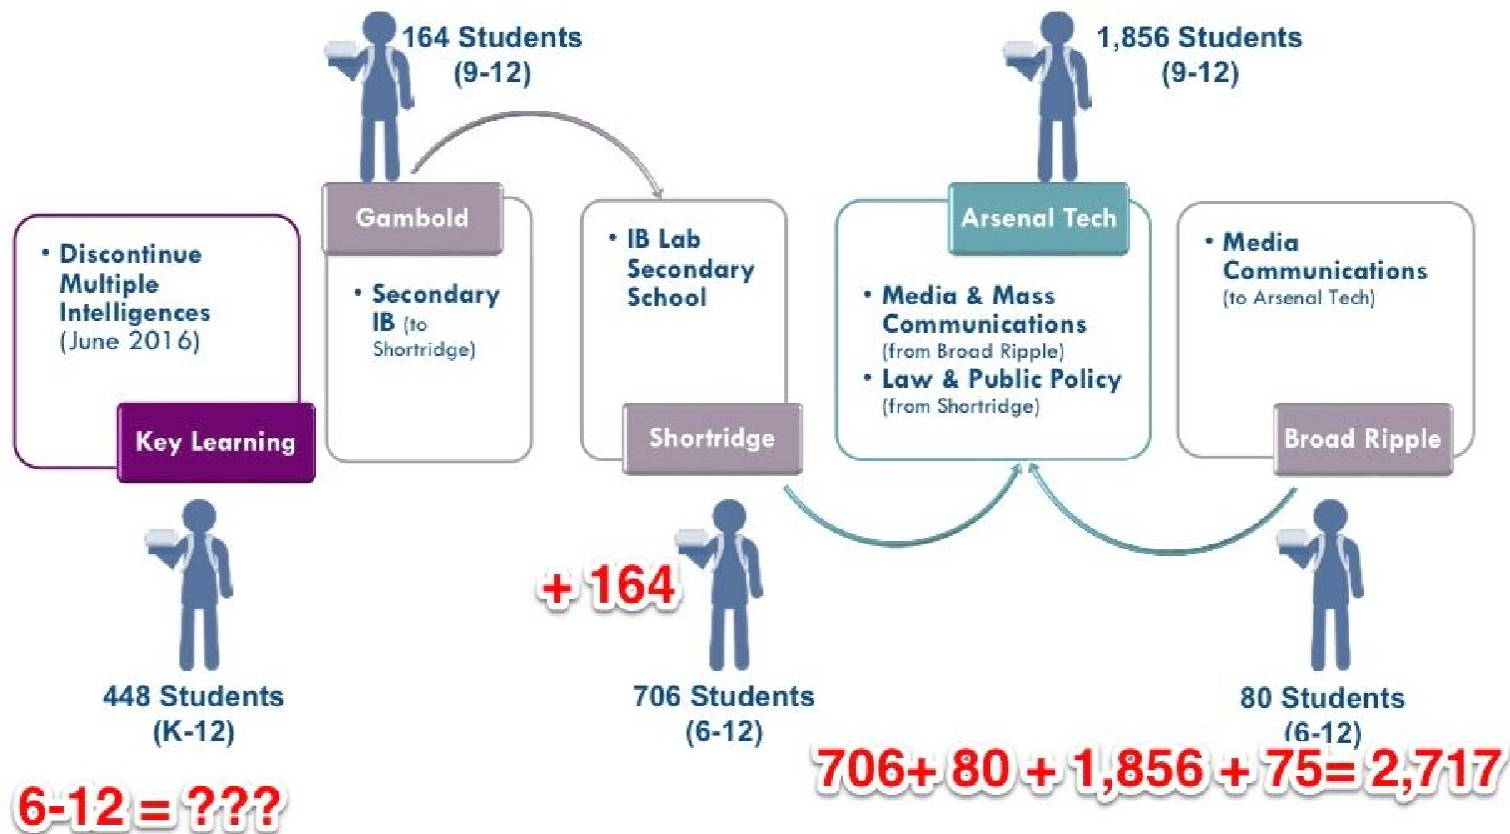 164 Students
(9-12)
1,856 Students
(9-12)
Gambold
Arsenal Tech
• Discontinue
Multiple
Intelligences
(June 2016)
Key Learning
• Secondary
IB (to
Shortridge)
• IB Lab
Secondary
School
Shortridge
• Media & Mass
Communications
(from Broad Ripple)
• Law & Public Policy
(from Shortridge)
• Media
Communications
(to Arsenal Tech)
Broad Ripple
+ 164
448 Students
(K-12)
706 Students
(6-12)
80 Students
(6-12)
6-12 = ???
706+ 80 + 1,856 + 75= 2,717